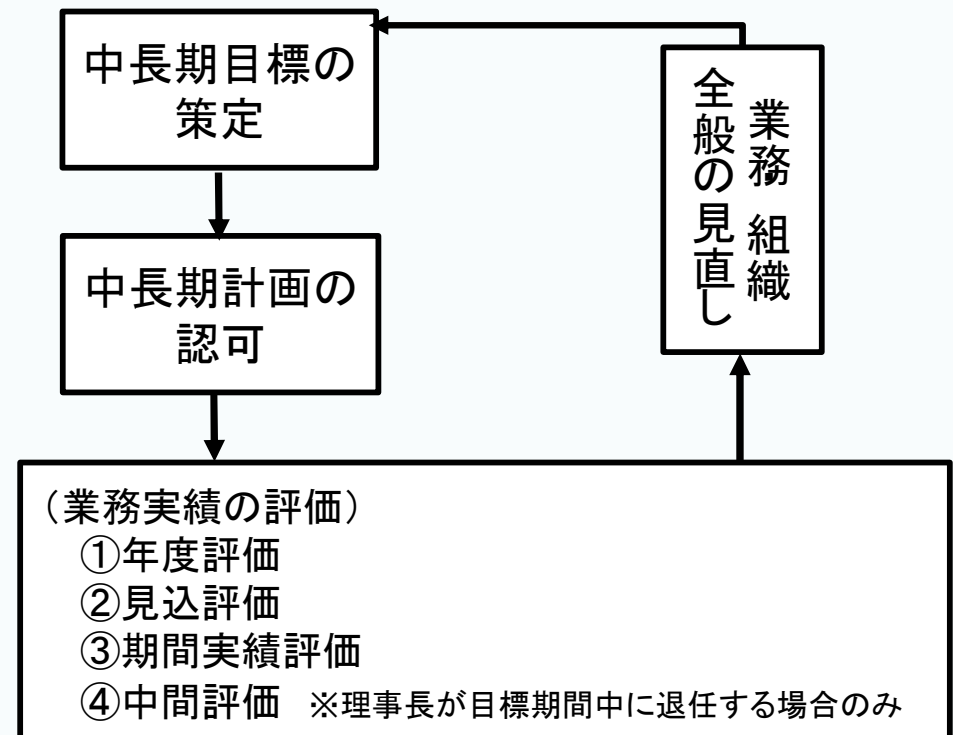 中長期目標の
策定
中長期計画の
認可
業務・組織
全般の見直し
（業務実績の評価）
①年度評価
②見込評価
③期間実績評価
④中間評価　※理事長が目標期間中に退任する場合のみ